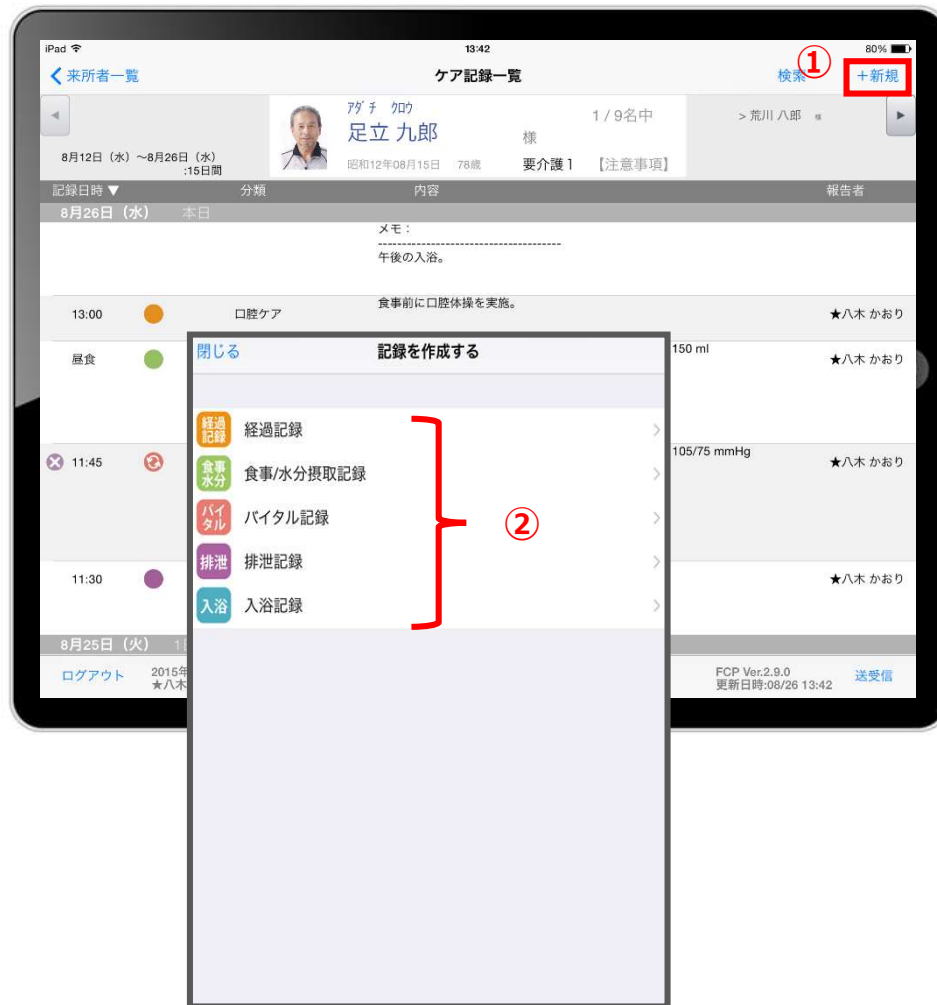 iPad 13:42 80%
来所者一覧 ケア記録一覧 検索 ① +新規
アダチ クロウ
足立 九郎 様 1 / 9名中 > 荒川 八郎 様
8月12日（水）～8月26日（水）
:15日間
昭和12年08月15日 78歳 要介護1 【注意事項】
記録日時▼ 分類 内容 報告者
8月26日（水） 本日
メモ：
--------------------------------------
午後の入浴。
13:00 口腔ケア 食事前に口腔体操を実施。 ★八木 かおり
昼食 150 ml ★八木 かおり
11:45 105/75 mmHg ★八木 かおり
11:30 ★八木 かおり
8月25日（火） 1
ログアウト 2015年 FCP Ver.2.9.0 送受信
★八木 更新日時:08/26 13:42
閉じる 記録を作成する
経過
記録 経過記録
食事
水分 食事/水分摂取記録
バイ
タル バイタル記録
②
排泄 排泄記録
入浴 入浴記録